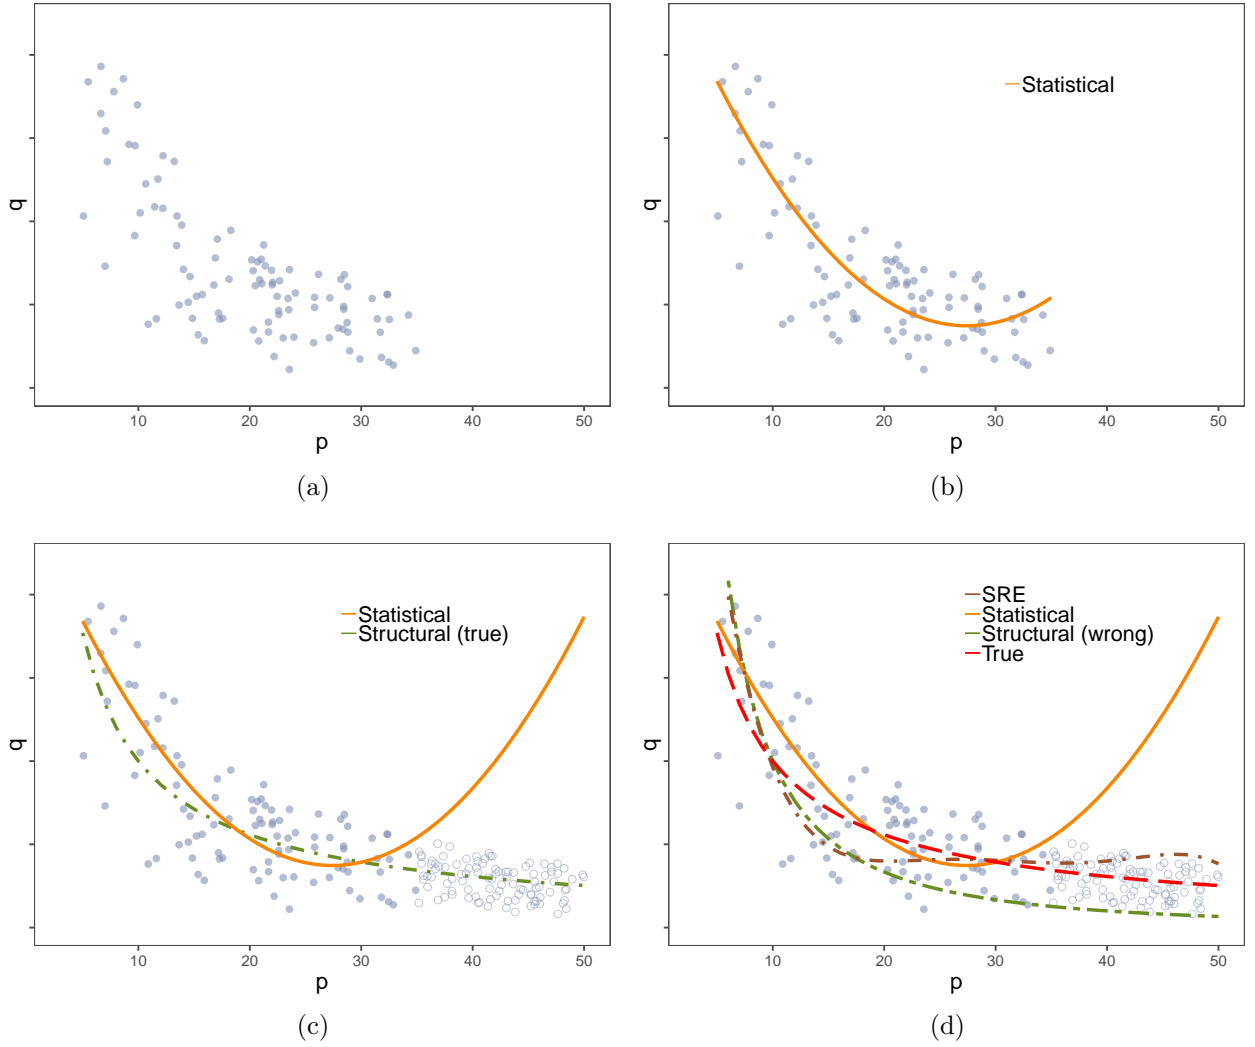 q
10 20 30 40 50
p
(a)
Statistical
q
10 20 30 40 50
p
(b)
Statistical
Structural (true)
q
10 20 30 40 50
p
(c)
SRE
Statistical
Structural (wrong)
True
q
10 20 30 40 50
p
(d)